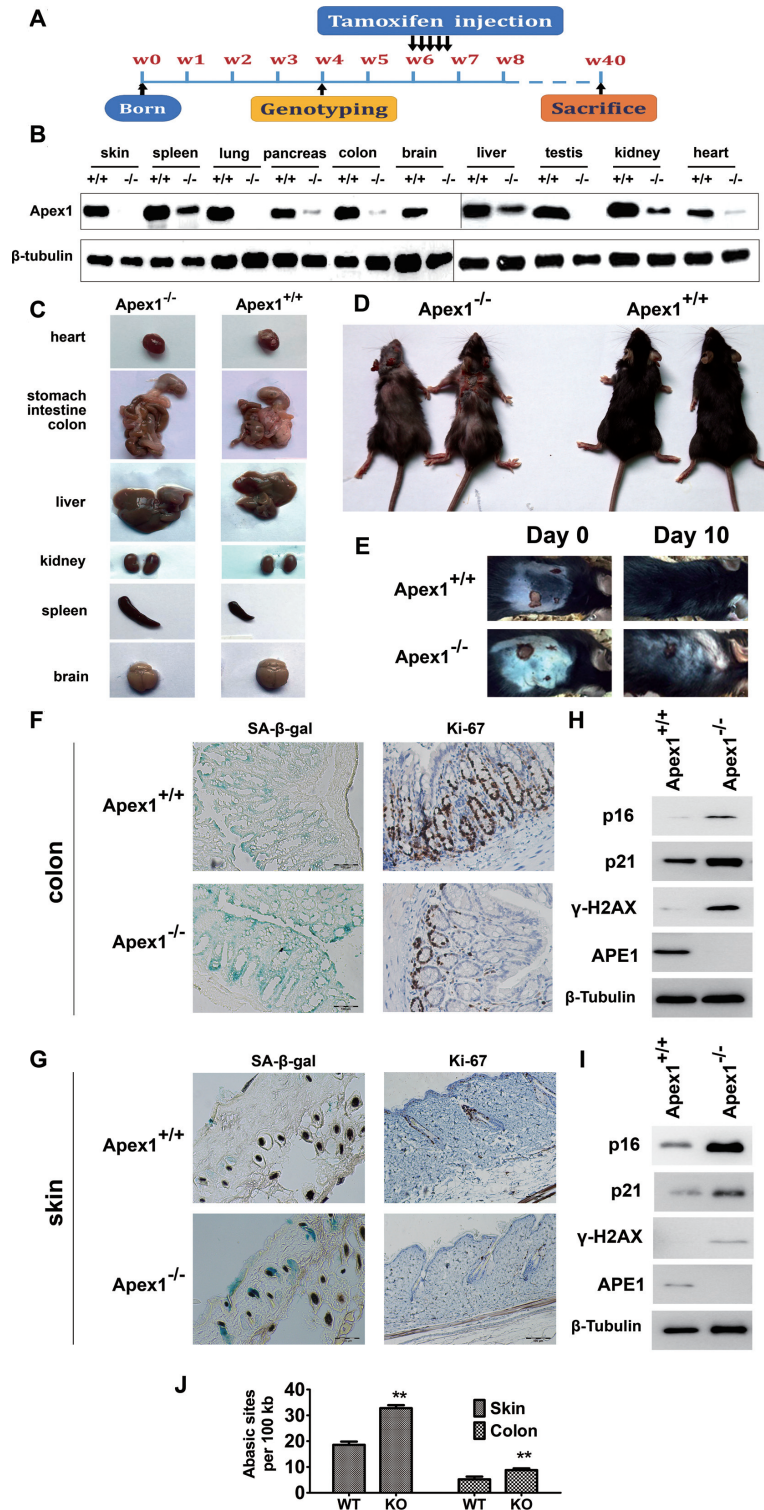 A
Tamoxifen injection
w0 w1 w2 w3 w4 w5 w6 w7 w8 w40
Born Genotyping Sacrifice
B
skin spleen lung pancreas colon brain liver testis kidney heart
+/+ -/- +/+ -/- +/+ -/- +/+ -/- +/+ -/- +/+ -/- +/+ -/- +/+ -/- +/+ -/- +/+ -/-
Apex1
β-tubulin
C
Apex1-/- Apex1+/+
heart
stomach
intestine
colon
liver
kidney
spleen
brain
D
Apex1-/- Apex1+/+
E
Day 0 Day 10
Apex1+/+
Apex1-/-
F
SA-β-gal Ki-67
colon
Apex1+/+
Apex1-/-
H
Apex1+/+ Apex1-/-
p16
p21
γ-H2AX
APE1
β-Tubulin
G
SA-β-gal Ki-67
skin
Apex1+/+
Apex1-/-
I
Apex1+/+ Apex1-/-
p16
p21
γ-H2AX
APE1
β-Tubulin
J
Abasic sites
per 100 kb
40
30
20
10
0
** **
Skin
Colon
WT KO WT KO